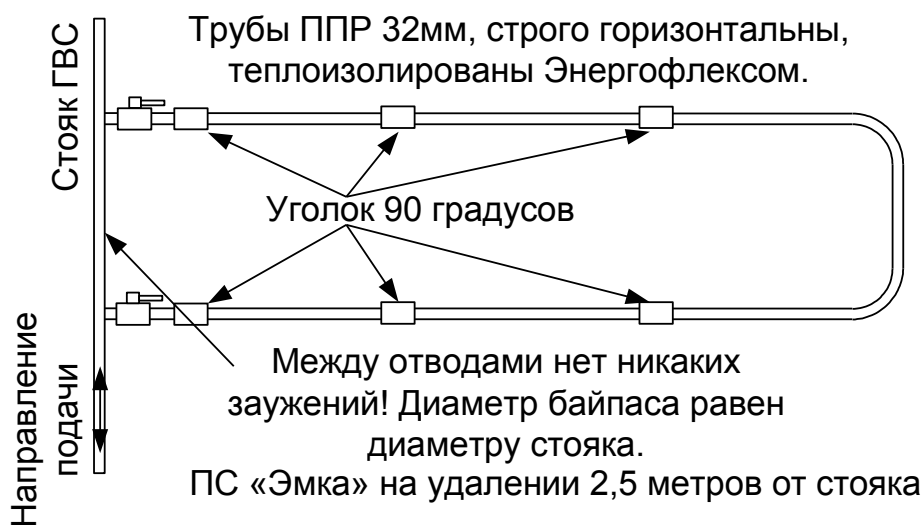 Трубы ППР 32мм, строго горизонтальны,
теплоизолированы Энергофлексом.
Стояк ГВС
Уголок 90 градусов
Между отводами нет никаких
заужений! Диаметр байпаса равен
диаметру стояка.
ПС «Эмка» на удалении 2,5 метров от стояка
Направление
подачи